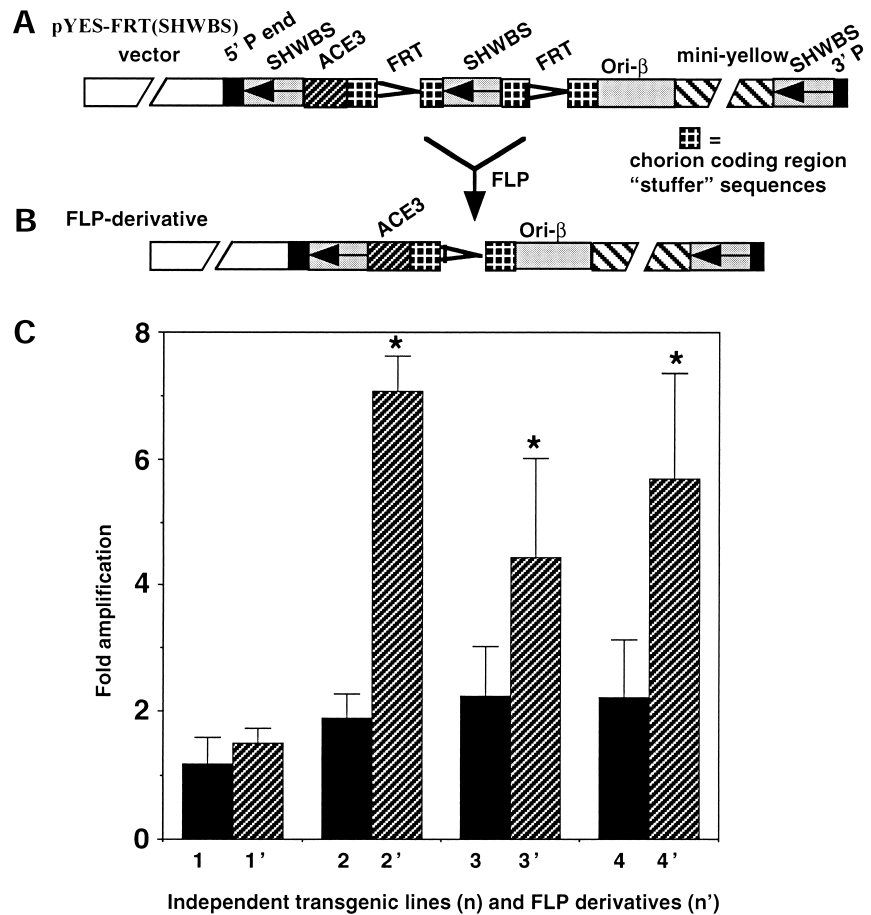 A
pYES-FRT(SHWBS)
vector
5' P end
SHWBS
ACE3
FRT
SHWBS
FRT
Ori-β
mini-yellow
SHWBS
3' P
=
chorion coding region
“stuffer” sequences
FLP
B
FLP-derivative
ACE3
Ori-β
C
8
6
4
2
0
Fold amplification
*
*
*
1 1’ 2 2’ 3 3’ 4 4’
Independent transgenic lines (n) and FLP derivatives (n’)